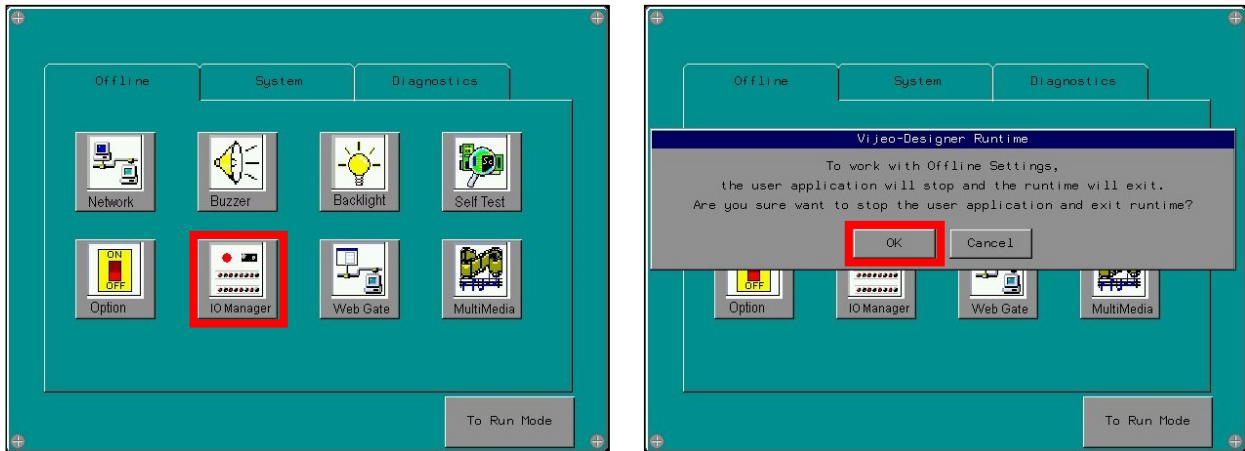 Offline System Diagnostics
Network Buzzer Backlight Self Test
ON
OFF
Option IO Manager Web Gate MultiMedia
To Run Mode
Offline System Diagnostics
Vijeo-Designer Runtime
To work with Offline Settings,
the user application will stop and the runtime will exit.
Are you sure want to stop the user application and exit runtime?
OK Cancel
OFF
Option IO Manager Web Gate MultiMedia
To Run Mode